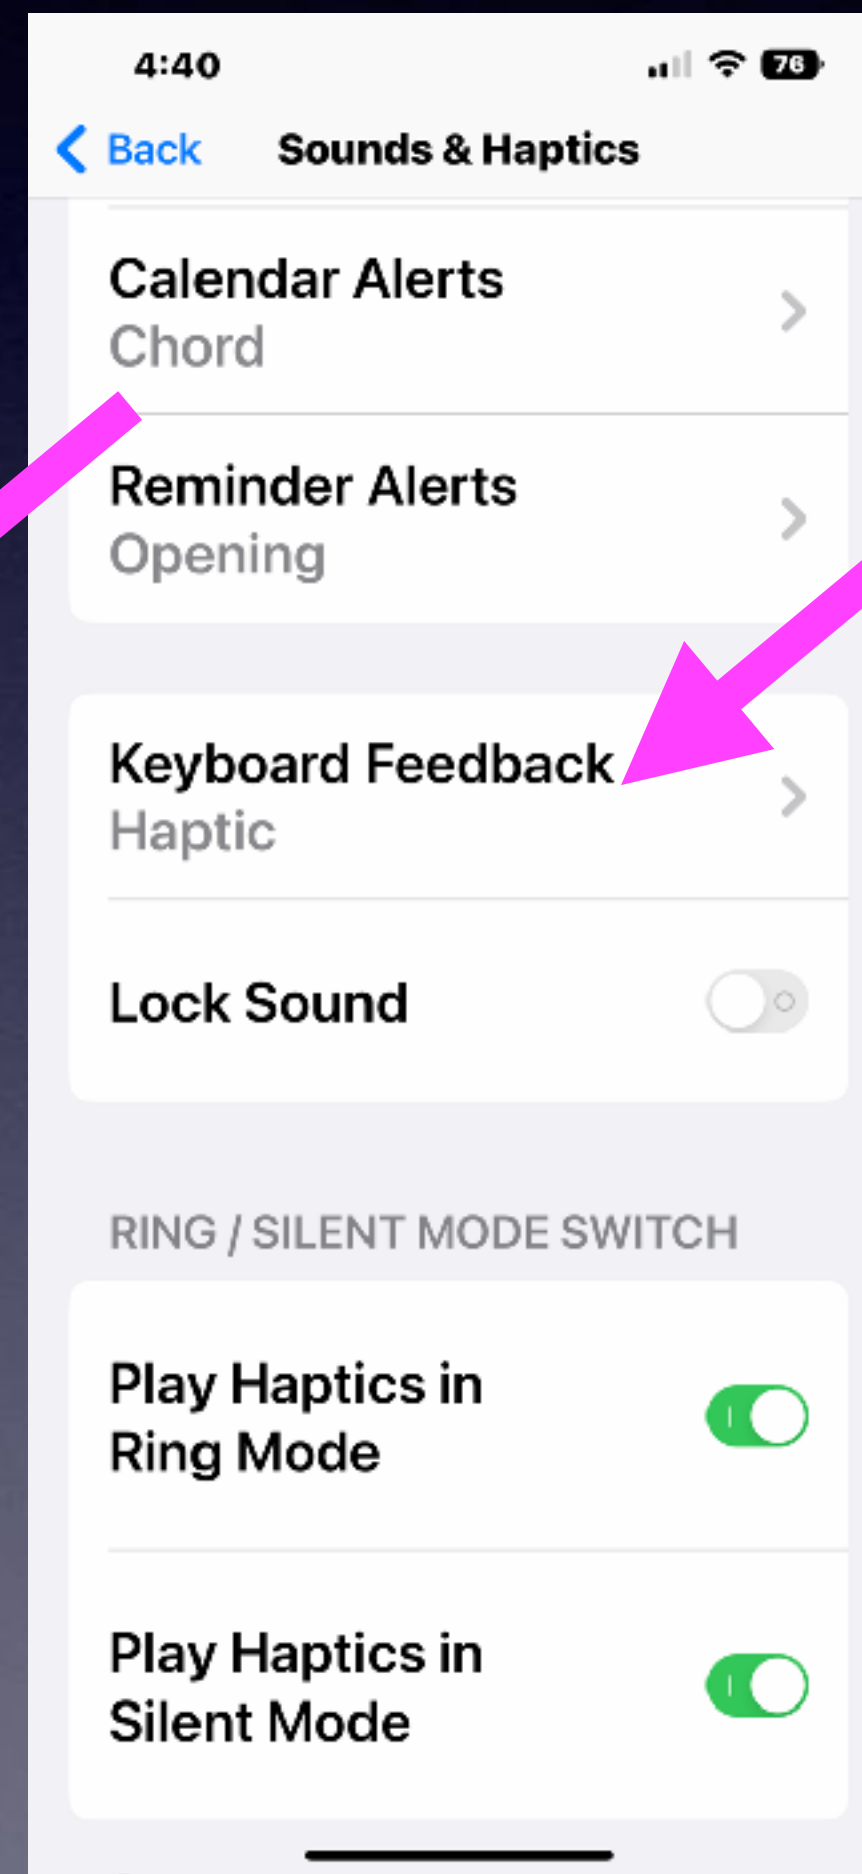 4:40 76
Back Sounds & Haptics
Calendar Alerts
Chord
Reminder Alerts
Opening
Keyboard Feedback
Haptic
Lock Sound
RING / SILENT MODE SWITCH
Play Haptics in
Ring Mode
Play Haptics in
Silent Mode